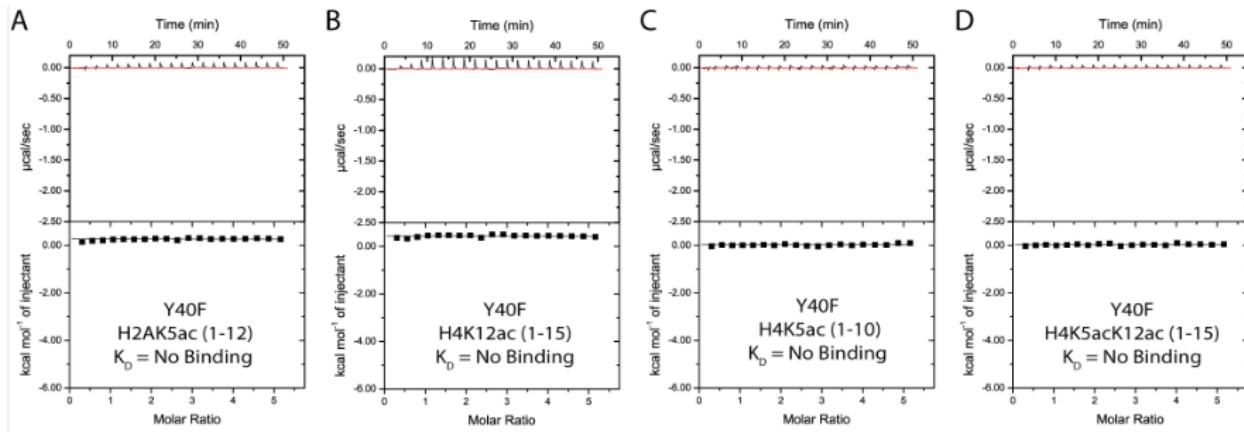 A
Time (min)
0 10 20 30 40 50
0.00
-0.50
-1.00
-1.50
-2.00
-2.50
µcal/sec
0.00
-2.00
-4.00
-6.00
kcal mol⁻¹ of injectant
Y40F
H2AK5ac (1-12)
K_D = No Binding
0 1 2 3 4 5
Molar Ratio
B
Time (min)
0 10 20 30 40 50
0.00
-0.50
-1.00
-1.50
-2.00
-2.50
µcal/sec
0.00
-2.00
-4.00
-6.00
kcal mol⁻¹ of injectant
Y40F
H4K12ac (1-15)
K_D = No Binding
0 1 2 3 4 5
Molar Ratio
C
Time (min)
0 10 20 30 40 50
0.00
-0.50
-1.00
-1.50
-2.00
-2.50
µcal/sec
0.00
-2.00
-4.00
-6.00
kcal mol⁻¹ of injectant
Y40F
H4K5ac (1-10)
K_D = No Binding
0 1 2 3 4 5
Molar Ratio
D
Time (min)
0 10 20 30 40 50
0.00
-0.50
-1.00
-1.50
-2.00
-2.50
µcal/sec
0.00
-2.00
-4.00
-6.00
kcal mol⁻¹ of injectant
Y40F
H4K5acK12ac (1-15)
K_D = No Binding
0 1 2 3 4 5
Molar Ratio